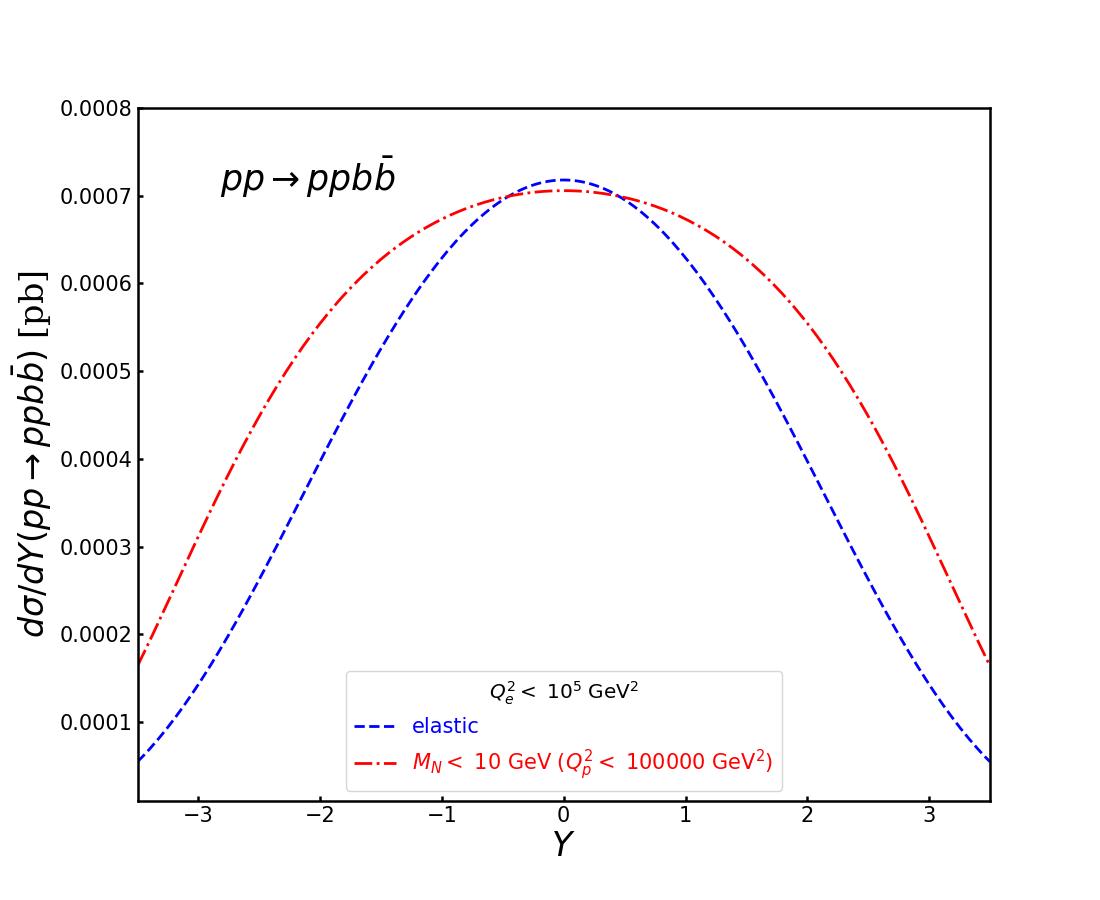 0.0008
0.0007
0.0006
0.0005
0.0004
0.0003
0.0002
0.0001
dσ/dY(pp → ppbb̄) [pb]
pp → ppbb̄
Q²ₑ < 10⁵ GeV²
elastic
M_N < 10 GeV (Q²ₚ < 100000 GeV²)
−3 −2 −1 0 1 2 3
Y